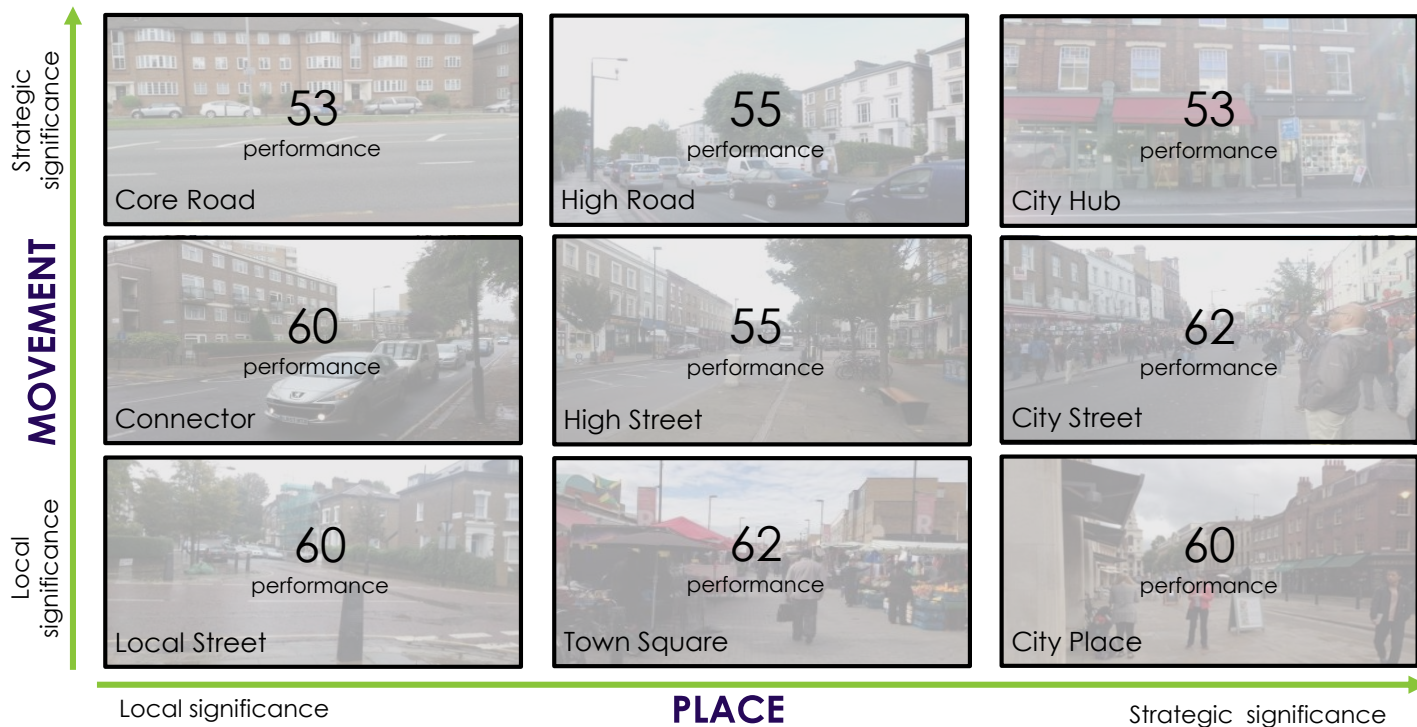 Strategic
significance
MOVEMENT
Local
significance
53
performance
Core Road
55
performance
High Road
53
performance
City Hub
60
performance
Connector
55
performance
High Street
62
performance
City Street
60
performance
Local Street
62
performance
Town Square
60
performance
City Place
Local significance
PLACE
Strategic significance